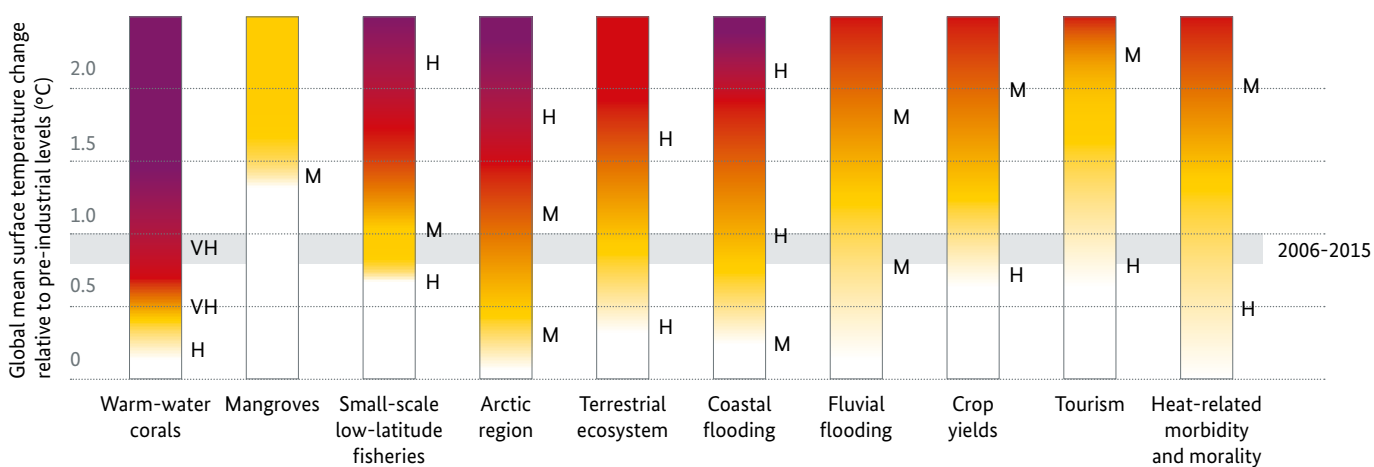 Global mean surface temperature change
relative to pre-industrial levels (°C)
2.0
1.5
1.0
0.5
0
VH
VH
H
M
H
M
H
H
M
M
H
H
H
H
M
M
M
M
H
M
H
M
H
2006-2015
Warm-water
corals
Mangroves
Small-scale
low-latitude
fisheries
Arctic
region
Terrestrial
ecosystem
Coastal
flooding
Fluvial
flooding
Crop
yields
Tourism
Heat-related
morbidity
and morality